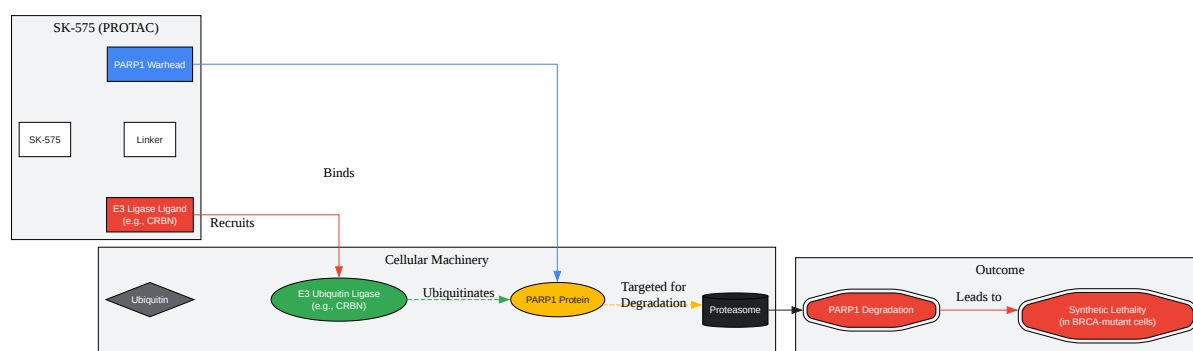 SK-575 (PROTAC)
PARP1 Warhead
SK-575
Linker
Binds
E3 Ligase Ligand
(e.g., CRBN)
Recruits
Cellular Machinery
Ubiquitin
E3 Ubiquitin Ligase
(e.g., CRBN)
Ubiquitinates
PARP1 Protein
Targeted for
Degradation
Proteasome
Outcome
PARP1 Degradation
Leads to
Synthetic Lethality
(in BRCA-mutant cells)